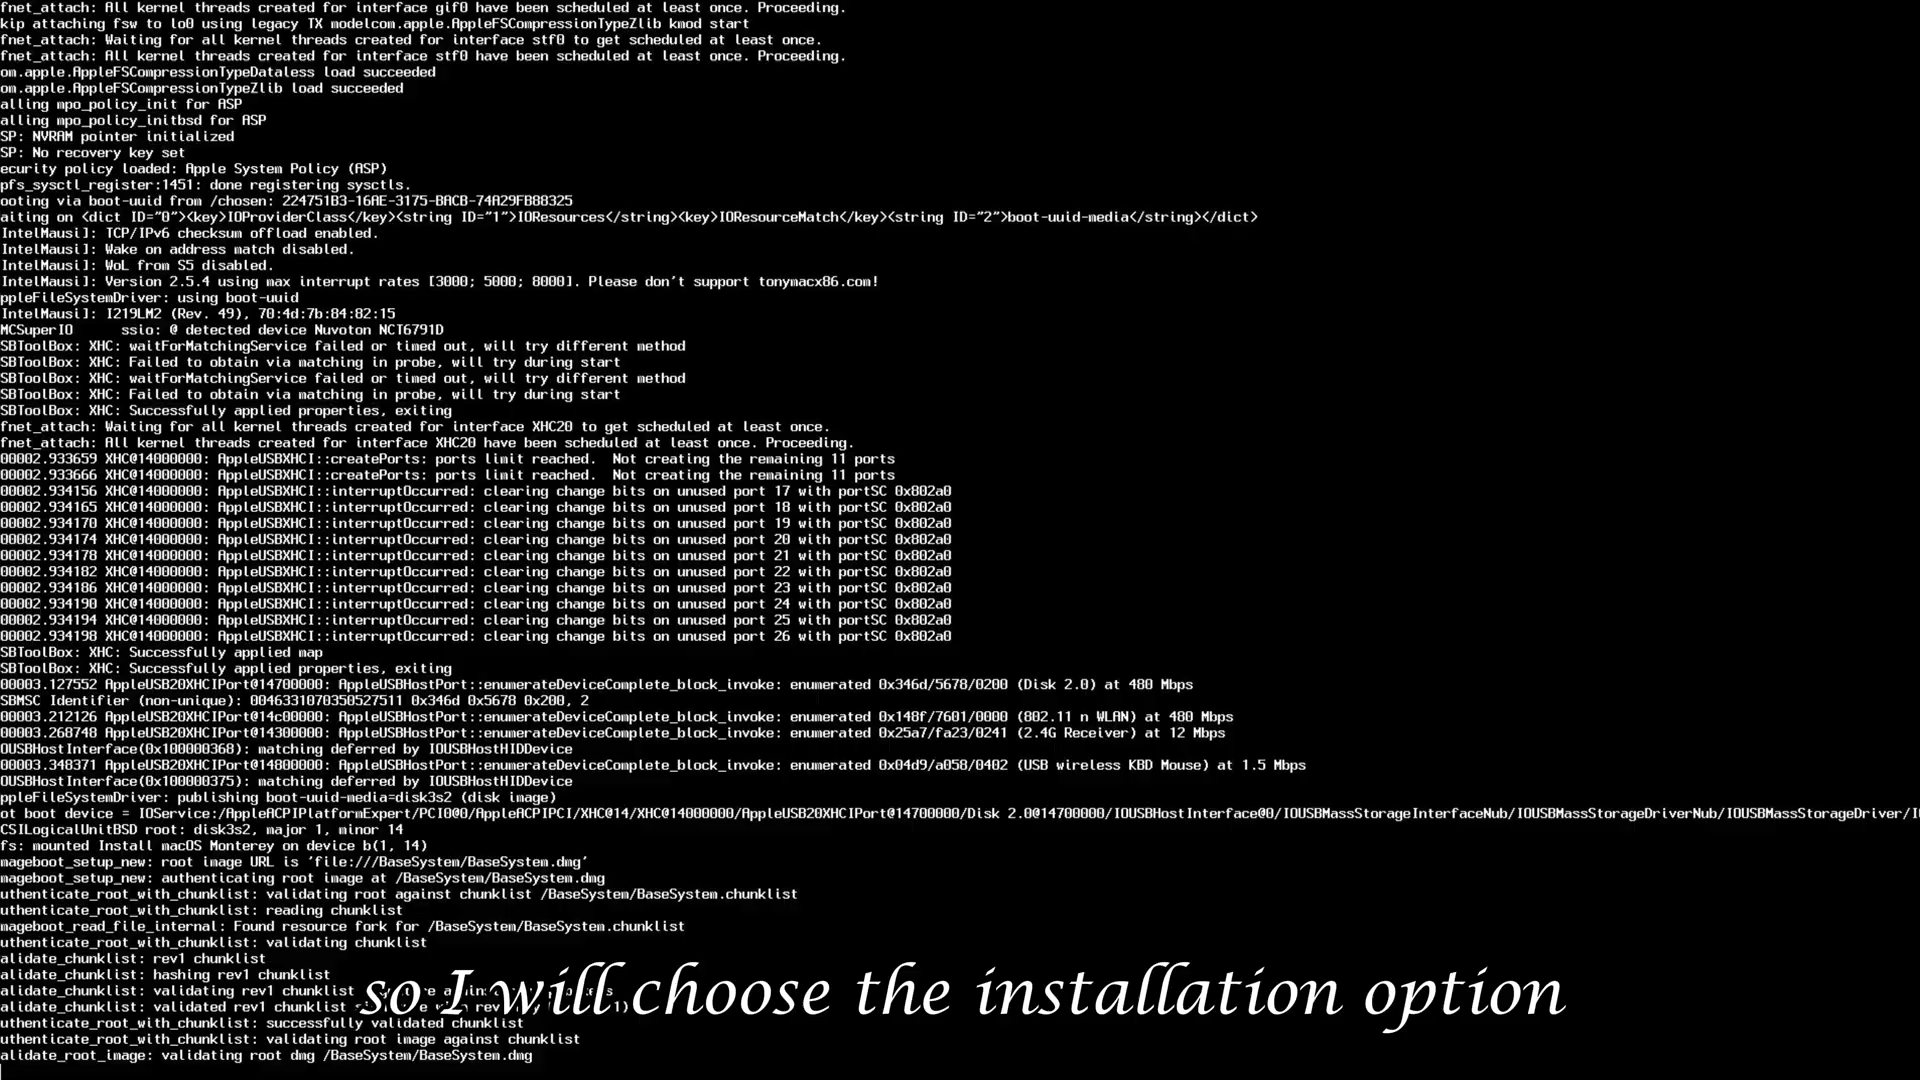 fnet_attach: All kernel threads created for interface gif0 have been scheduled at least once. Proceeding.
kip attaching fsw to lo0 using legacy TX modelcom.apple.AppleFSCompressionTypeZlib kmod start
fnet_attach: Waiting for all kernel threads created for interface stf0 to get scheduled at least once.
fnet_attach: All kernel threads created for interface stf0 have been scheduled at least once. Proceeding.
om.apple.AppleFSCompressionTypeDataless load succeeded
om.apple.AppleFSCompressionTypeZlib load succeeded
alling mpo_policy_init for ASP
alling mpo_policy_initbsd for ASP
SP: NVRAM pointer initialized
SP: No recovery key set
ecurity policy loaded: Apple System Policy (ASP)
pfs_sysctl_register:1451: done registering sysctls.
ooting via boot-uuid from /chosen: 224751B3-16AE-3175-BACB-74A29FB88325
aiting on <dict ID="0"><key>IOProviderClass</key><string ID="1">IOResources</string><key>IOResourceMatch</key><string ID="2">boot-uuid-media</string></dict>
IntelMausi]: TCP/IPv6 checksum offload enabled.
IntelMausi]: Wake on address match disabled.
IntelMausi]: WoL from S5 disabled.
IntelMausi]: Version 2.5.4 using max interrupt rates [3000; 5000; 8000]. Please don't support tonymacx86.com!
ppleFileSystemDriver: using boot-uuid
IntelMausi]: I219LM2 (Rev. 49), 70:4d:7b:84:82:15
MCSuperIO      ssio: @ detected device Nuvoton NCT6791D
SBToolBox: XHC: waitForMatchingService failed or timed out, will try different method
SBToolBox: XHC: Failed to obtain via matching in probe, will try during start
SBToolBox: XHC: waitForMatchingService failed or timed out, will try different method
SBToolBox: XHC: Failed to obtain via matching in probe, will try during start
SBToolBox: XHC: Successfully applied properties, exiting
fnet_attach: Waiting for all kernel threads created for interface XHC20 to get scheduled at least once.
fnet_attach: All kernel threads created for interface XHC20 have been scheduled at least once. Proceeding.
00002.933659 XHC@14000000: AppleUSBXHCI::createPorts: ports limit reached.  Not creating the remaining 11 ports
00002.933666 XHC@14000000: AppleUSBXHCI::createPorts: ports limit reached.  Not creating the remaining 11 ports
00002.934156 XHC@14000000: AppleUSBXHCI::interruptOccurred: clearing change bits on unused port 17 with portSC 0x802a0
00002.934165 XHC@14000000: AppleUSBXHCI::interruptOccurred: clearing change bits on unused port 18 with portSC 0x802a0
00002.934170 XHC@14000000: AppleUSBXHCI::interruptOccurred: clearing change bits on unused port 19 with portSC 0x802a0
00002.934174 XHC@14000000: AppleUSBXHCI::interruptOccurred: clearing change bits on unused port 20 with portSC 0x802a0
00002.934178 XHC@14000000: AppleUSBXHCI::interruptOccurred: clearing change bits on unused port 21 with portSC 0x802a0
00002.934182 XHC@14000000: AppleUSBXHCI::interruptOccurred: clearing change bits on unused port 22 with portSC 0x802a0
00002.934186 XHC@14000000: AppleUSBXHCI::interruptOccurred: clearing change bits on unused port 23 with portSC 0x802a0
00002.934190 XHC@14000000: AppleUSBXHCI::interruptOccurred: clearing change bits on unused port 24 with portSC 0x802a0
00002.934194 XHC@14000000: AppleUSBXHCI::interruptOccurred: clearing change bits on unused port 25 with portSC 0x802a0
00002.934198 XHC@14000000: AppleUSBXHCI::interruptOccurred: clearing change bits on unused port 26 with portSC 0x802a0
SBToolBox: XHC: Successfully applied map
SBToolBox: XHC: Successfully applied properties, exiting
00003.127552 AppleUSB20XHCIPort@14700000: AppleUSBHostPort::enumerateDeviceComplete_block_invoke: enumerated 0x346d/5678/0200 (Disk 2.0) at 480 Mbps
SBMSC Identifier (non-unique): 0046331070350527511 0x346d 0x5678 0x200, 2
00003.212126 AppleUSB20XHCIPort@14c00000: AppleUSBHostPort::enumerateDeviceComplete_block_invoke: enumerated 0x148f/7601/0000 (802.11 n WLAN) at 480 Mbps
00003.268748 AppleUSB20XHCIPort@14300000: AppleUSBHostPort::enumerateDeviceComplete_block_invoke: enumerated 0x25a7/fa23/0241 (2.4G Receiver) at 12 Mbps
OUSBHostInterface(0x100000368): matching deferred by IOUSBHostHIDDevice
00003.348371 AppleUSB20XHCIPort@14800000: AppleUSBHostPort::enumerateDeviceComplete_block_invoke: enumerated 0x04d9/a058/0402 (USB wireless KBD Mouse) at 1.5 Mbps
OUSBHostInterface(0x100000375): matching deferred by IOUSBHostHIDDevice
ppleFileSystemDriver: publishing boot-uuid-media=disk3s2 (disk image)
ot boot device = IOService:/AppleACPIPlatformExpert/PCI0@0/AppleACPIPCI/XHC@14/XHC@14000000/AppleUSB20XHCIPort@14700000/Disk 2.0@14700000/IOUSBHostInterface@0/IOUSBMassStorageInterfaceNub/IOUSBMassStorageDriverNub/IOUSBMassStorageDriver/I
CSILogicalUnitBSD root: disk3s2, major 1, minor 14
fs: mounted Install macOS Monterey on device b(1, 14)
mageboot_setup_new: root image URL is 'file:///BaseSystem/BaseSystem.dmg'
mageboot_setup_new: authenticating root image at /BaseSystem/BaseSystem.dmg
uthenticate_root_with_chunklist: validating root against chunklist /BaseSystem/BaseSystem.chunklist
uthenticate_root_with_chunklist: reading chunklist
mageboot_read_file_internal: Found resource fork for /BaseSystem/BaseSystem.chunklist
uthenticate_root_with_chunklist: validating chunklist
alidate_chunklist: rev1 chunklist
alidate_chunklist: hashing rev1 chunklist
alidate_chunklist: validating rev1 chunklist
alidate_chunklist: validated rev1 chunklist
so I will choose the installation option
uthenticate_root_with_chunklist: successfully validated chunklist
uthenticate_root_with_chunklist: validating root image against chunklist
alidate_root_image: validating root dmg /BaseSystem/BaseSystem.dmg